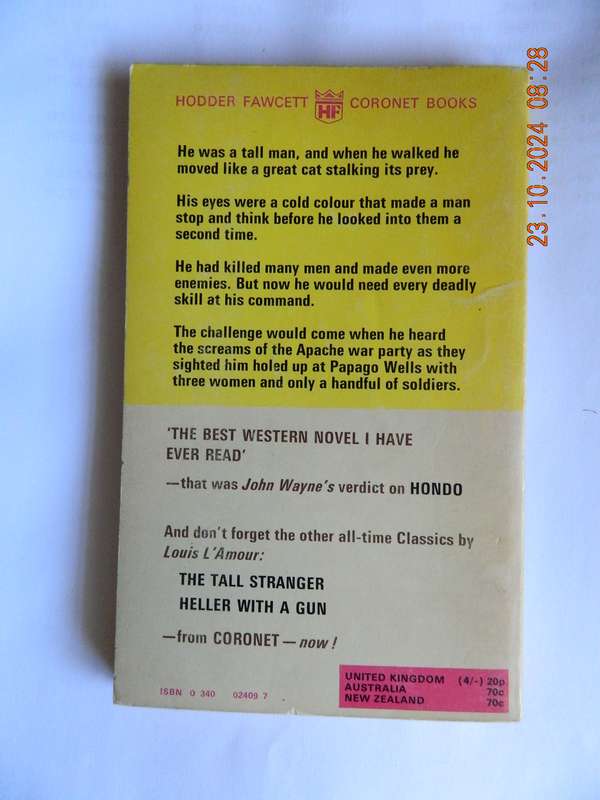 HODDER FAWCETT HF CORONET BOOKS
He was a tall man, and when he walked he
moved like a great cat stalking its prey.
His eyes were a cold colour that made a man
stop and think before he looked into them a
second time.
He had killed many men and made even more
enemies. But now he would need every deadly
skill at his command.
The challenge would come when he heard
the screams of the Apache war party as they
sighted him holed up at Papago Wells with
three women and only a handful of soldiers.
'THE BEST WESTERN NOVEL I HAVE
EVER READ'
—that was John Wayne's verdict on HONDO
And don't forget the other all-time Classics by
Louis L'Amour:
THE TALL STRANGER
HELLER WITH A GUN
—from CORONET—now!
UNITED KINGDOM (4/-) 20p
AUSTRALIA 70c
NEW ZEALAND 70c
ISBN 0 340 02409 7
23.10.2024 08:28